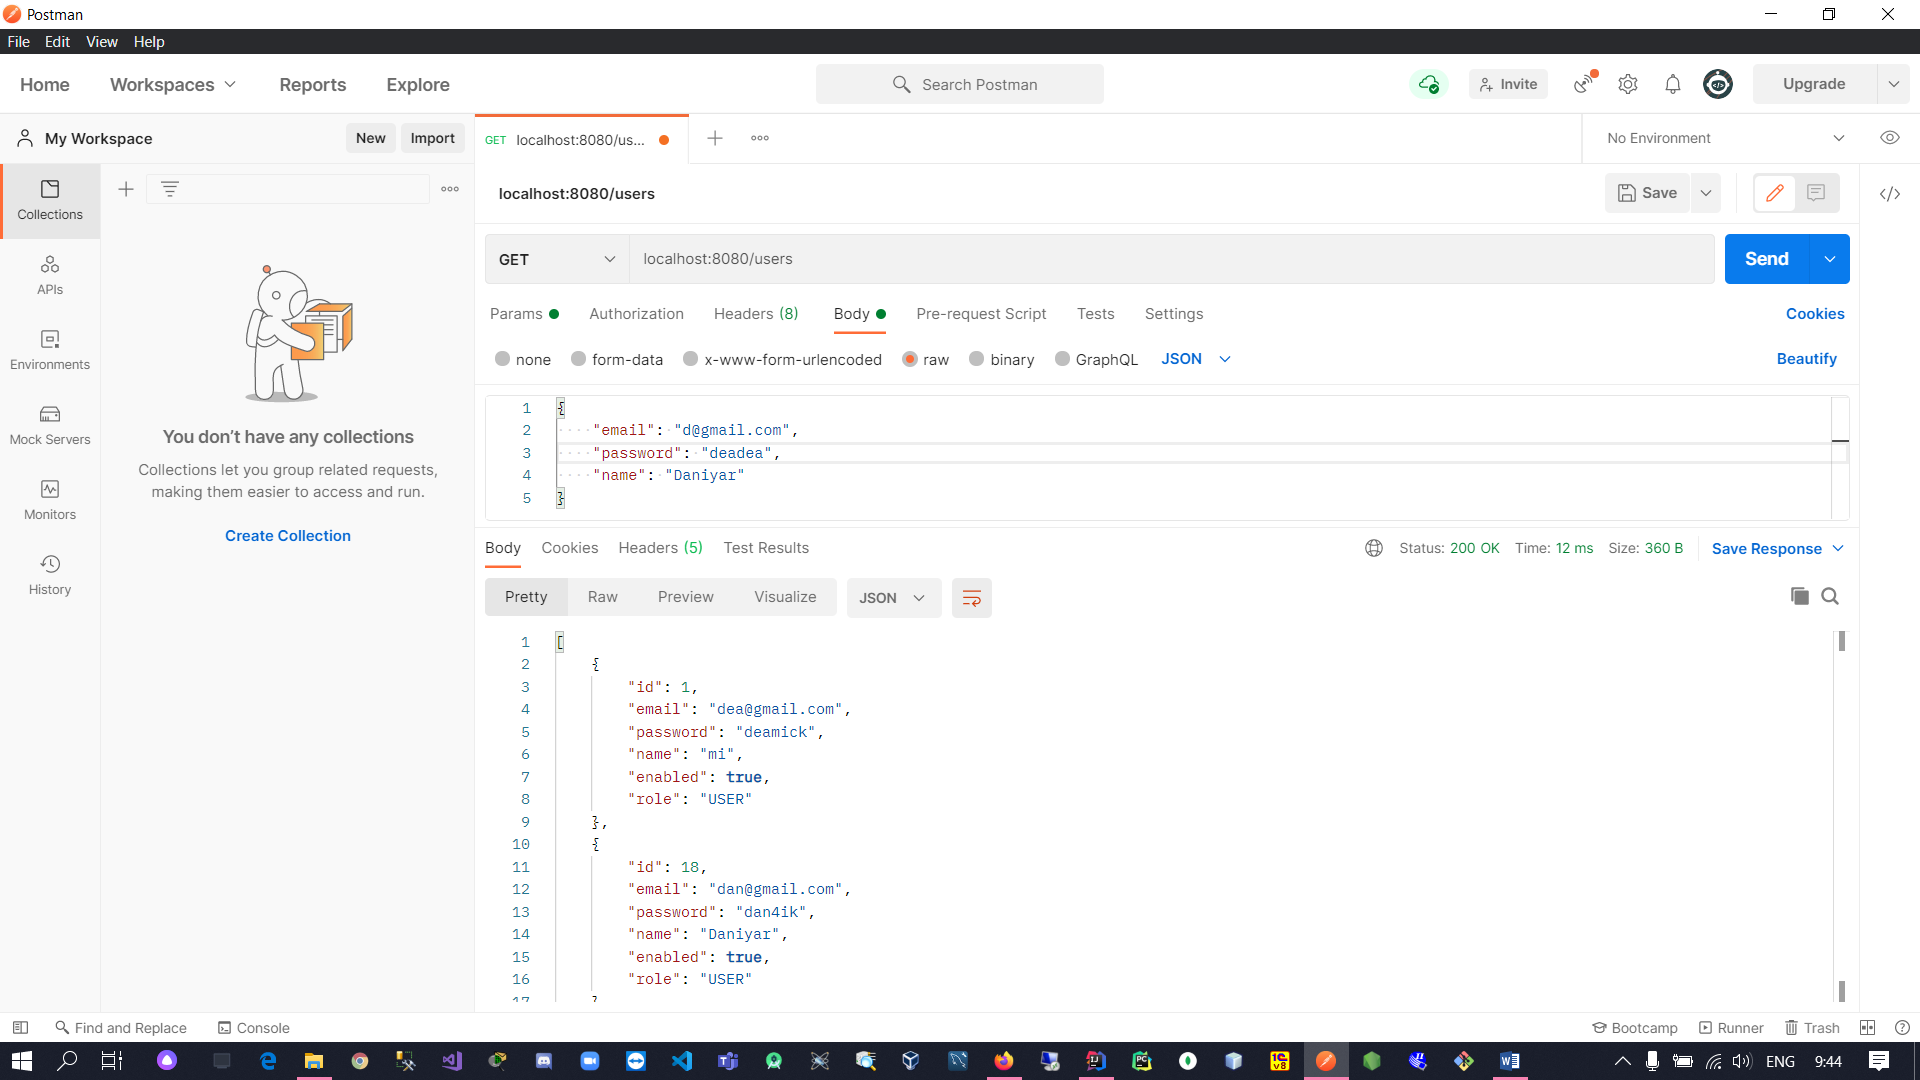 Postman
File Edit View Help
Home Workspaces Reports Explore Search Postman Invite Upgrade
My Workspace New Import GET localhost:8080/us... No Environment
localhost:8080/users Save
GET localhost:8080/users Send
Params Authorization Headers (8) Body Pre-request Script Tests Settings Cookies
none form-data x-www-form-urlencoded raw binary GraphQL JSON Beautify
1 {
2 "email": "d@gmail.com",
3 "password": "deadea",
4 "name": "Daniyar"
5 }
Collections
APIs
Environments
Mock Servers
Monitors
History
You don't have any collections
Collections let you group related requests,
making them easier to access and run.
Create Collection
Body Cookies Headers (5) Test Results Status: 200 OK Time: 12 ms Size: 360 B Save Response
Pretty Raw Preview Visualize JSON
1 [
2 {
3 "id": 1,
4 "email": "dea@gmail.com",
5 "password": "deamick",
6 "name": "mi",
7 "enabled": true,
8 "role": "USER"
9 },
10 {
11 "id": 18,
12 "email": "dan@gmail.com",
13 "password": "dan4ik",
14 "name": "Daniyar",
15 "enabled": true,
16 "role": "USER"
17 }
Find and Replace Console Bootcamp Runner Trash
ENG 9:44